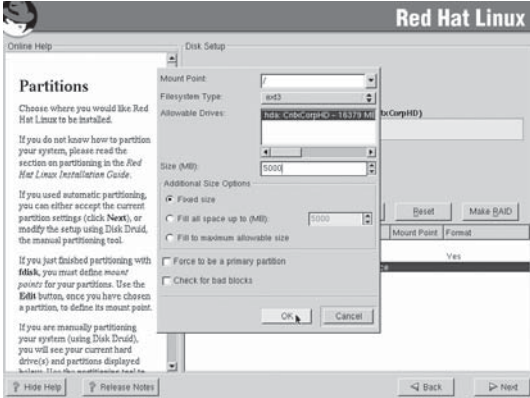 Red Hat Linux
Online Help
Partitions
Choose where you would like Red
Hat Linux to be installed.
If you do not know how to partition
your system, please read the
section on partitioning in the Red
Hat Linux Installation Guide.
If you used automatic partitioning,
you can either accept the current
partition settings (click Next), or
modify the setup using Disk Druid,
the manual partitioning tool.
If you just finished partitioning with
fdisk, you must define mount
points for your partitions. Use the
Edit button, once you have chosen
a partition, to define its mount point.
If you are manually partitioning
your system (using Disk Druid),
you will see your current hard
drive(s) and partitions displayed
Disk Setup
Mount Point:
/
Filesystem Type:
ext3
Allowable Drives:
hda: CntxCorpHD - 16379 MB
Size (MB):
5000
Additional Size Options
Fixed size
Fill all space up to (MB):
5000
Fill to maximum allowable size
Force to be a primary partition
Check for bad blocks
OK
Cancel
txCorpHD)
Reset
Make RAID
Mount Point
Format
Yes
Hide Help
Release Notes
Back
Next